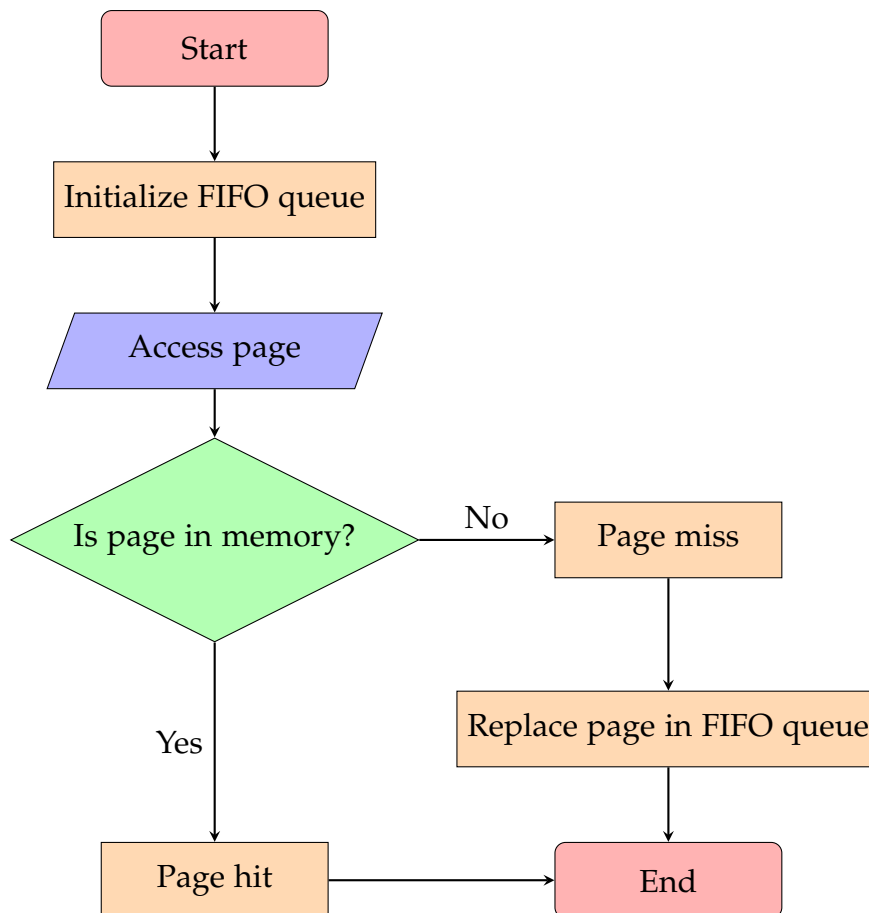 Start
Initialize FIFO queue
Access page
Is page in memory?
No
Page miss
Replace page in FIFO queue
Yes
Page hit
End